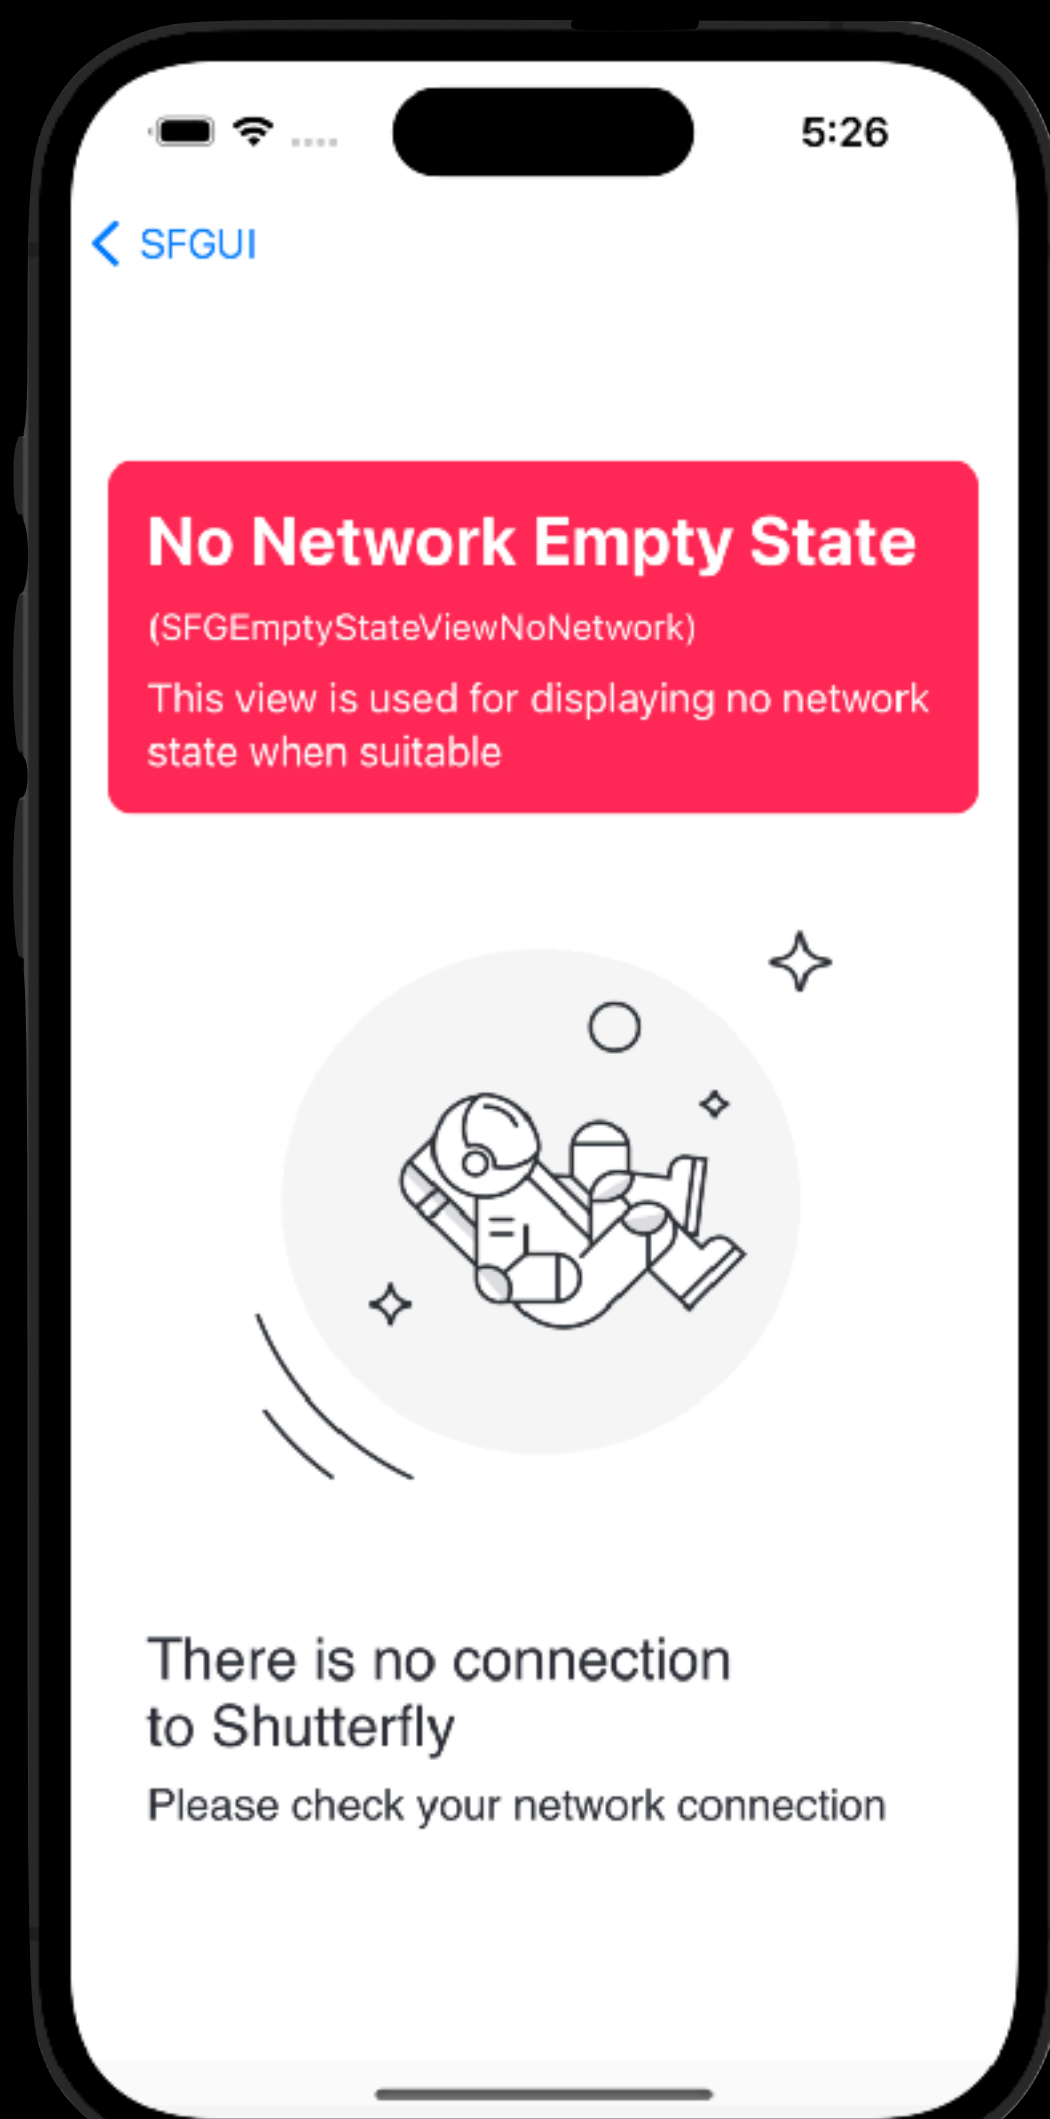 5:26
SFGUI
No Network Empty State
(SFGEmptyStateViewNoNetwork)
This view is used for displaying no network
state when suitable
There is no connection
to Shutterfly
Please check your network connection